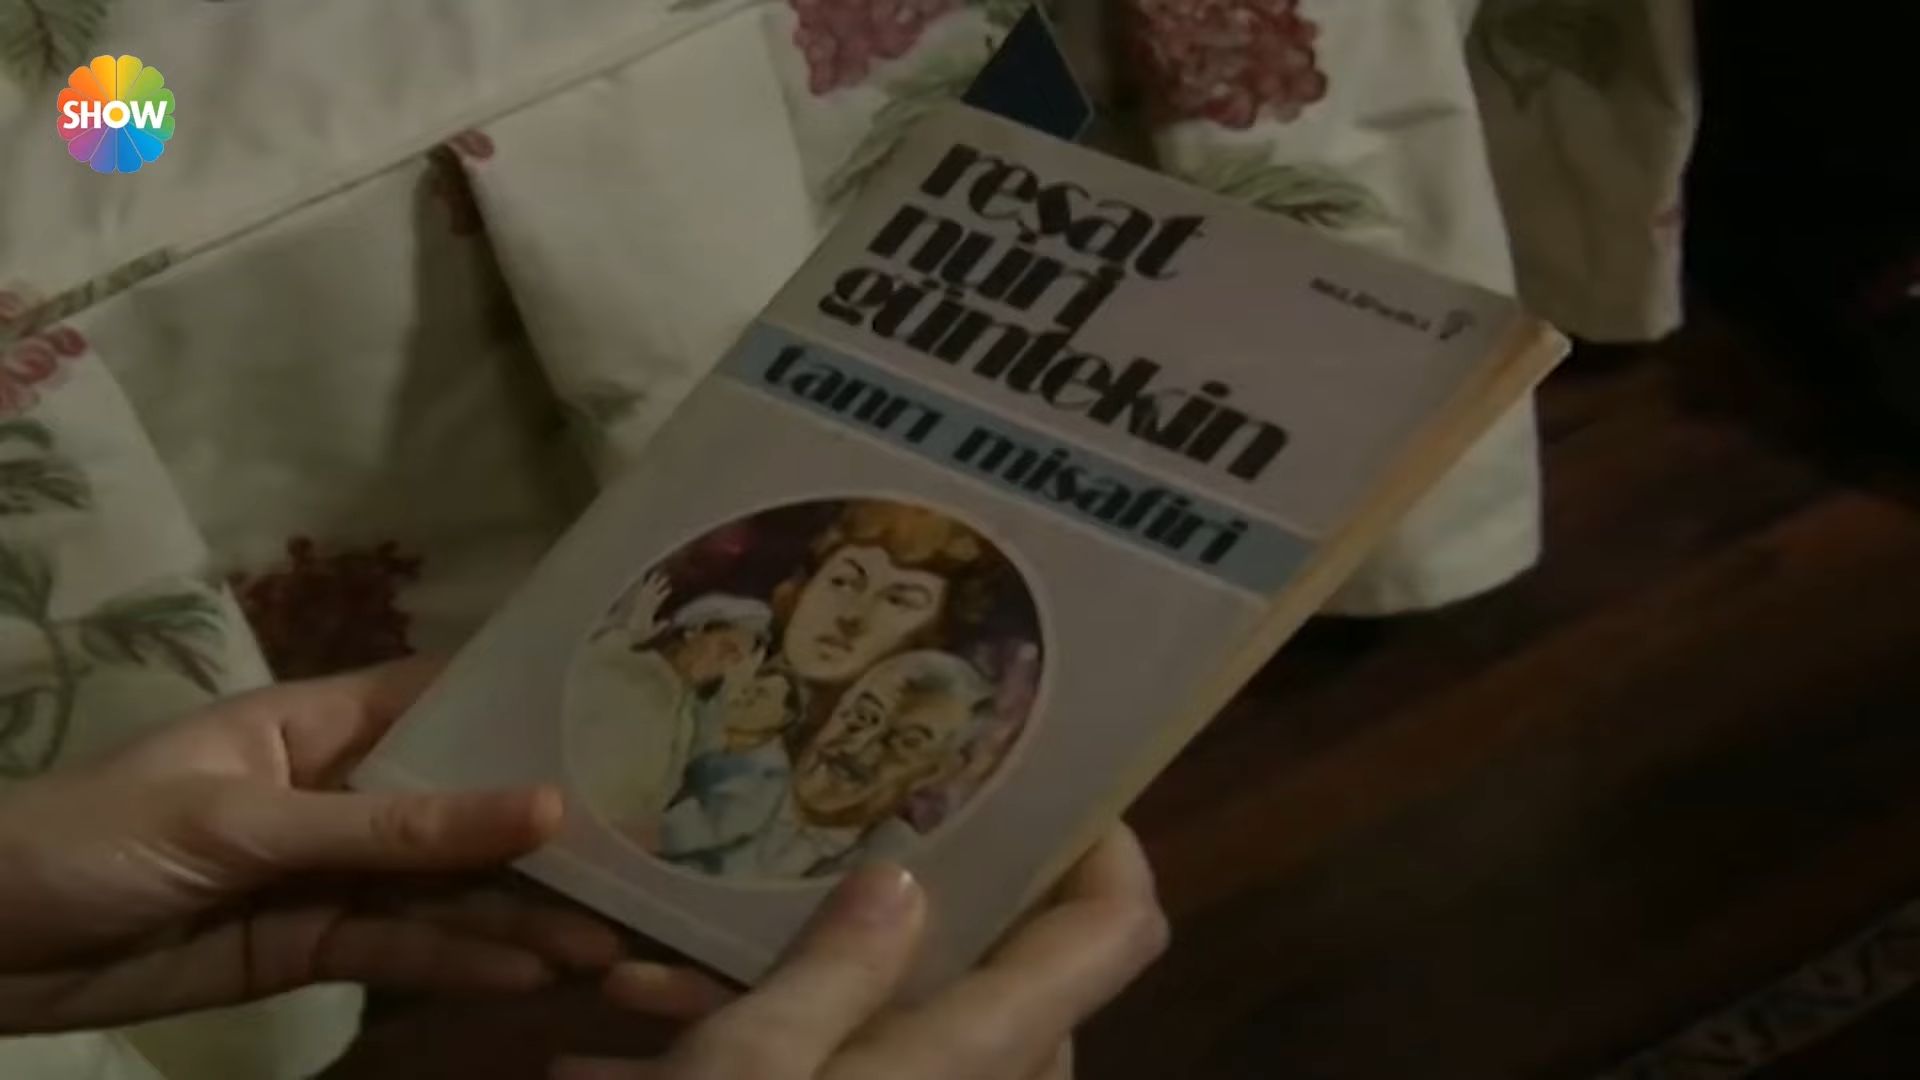 SHOW
reşat
nuri
güntekin
tanrı misafiri